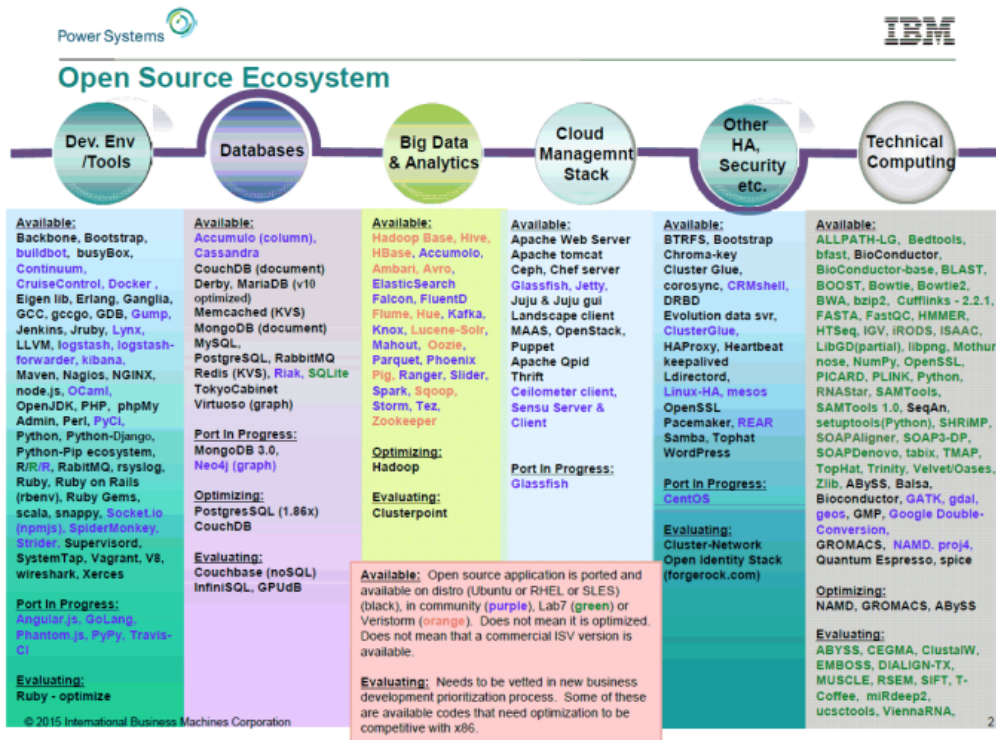 Power Systems
IBM
Open Source Ecosystem
Dev. Env
/Tools
Databases
Big Data
& Analytics
Cloud
Managemnt
Stack
Other
HA,
Security
etc.
Technical
Computing
Available:
Backbone, Bootstrap,
buildbot, busyBox,
Continuum,
CruiseControl, Docker ,
Eigen lib, Erlang, Ganglia,
GCC, gccgo, GDB, Gump,
Jenkins, Jruby, Lynx,
LLVM, logstash, logstash-
forwarder, kibana,
Maven, Nagios, NGINX,
node.js, OCaml,
OpenJDK, PHP, phpMy
Admin, Perl, PyCi,
Python, Python-Django,
Python-Pip ecosystem,
R/R/R, RabitMQ, rsyslog,
Ruby, Ruby on Rails
(rbenv), Ruby Gems,
scala, snappy, Socket.io
(npmjs), SpiderMonkey,
Strider, Supervisord,
SystemTap, Vagrant, V8,
wireshark, Xerces
Port In Progress:
Angular.js, GoLang,
Phantom.js, PyPy, Travis-
CI
Evaluating:
Ruby - optimize
Available:
Accumulo (column),
Cassandra
CouchDB (document)
Derby, MariaDB (v10
optimized)
Memcached (KVS)
MongoDB (document)
MySQL,
PostgreSQL, RabbitMQ
Redis (KVS), Riak, SQLite
TokyoCabinet
Virtuoso (graph)
Port In Progress:
MongoDB 3.0,
Neo4j (graph)
Optimizing:
PostgresSQL (1.86x)
CouchDB
Evaluating:
Couchbase (noSQL)
InfiniSQL, GPUdB
Available:
Hadoop Base, Hive,
HBase, Accumolo,
Ambari, Avro,
ElasticSearch
Falcon, FluentD
Flume, Hue, Kafka,
Knox, Lucene-Solr,
Mahout, Oozie,
Parquet, Phoenix
Pig, Ranger, Slider,
Spark, Sqoop,
Storm, Tez,
Zookeeper
Optimizing:
Hadoop
Evaluating:
Clusterpoint
Available:
Apache Web Server
Apache tomcat
Ceph, Chef server
Glassfish, Jetty,
Juju & Juju gui
Landscape client
MAAS, OpenStack,
Puppet
Apache Qpid
Thrift
Ceilometer client,
Sensu Server &
Client
Port In Progress:
Glassfish
Available:
BTRFS, Bootstrap
Chroma-key
Cluster Glue,
corosync, CRMshell,
DRBD
Evolution data svr,
ClusterGlue,
HAProxy, Heartbeat
keepalived
Ldirectord,
Linux-HA, mesos
OpenSSL
Pacemaker, REAR
Samba, Tophat
WordPress
Port In Progress:
CentOS
Evaluating:
Cluster-Network
Open Identity Stack
(forgerock.com)
Available:
ALLPATH-LG, Bedtools,
bfast, BioConductor,
BioConductor-base, BLAST,
BOOST, Bowtie, Bowtie2,
BWA, bzip2, Cufflinks - 2.2.1,
FASTA, FastQC, HMMER,
HTSeq, IGV, iRODS, ISAAC,
LibGD(partial), libpng, Mothur
nose, NumPy, OpenSSL,
PICARD, PLINK, Python,
RNAStar, SAMTools,
SAMTools 1.0, SeqAn,
setuptools(Python), SHRiMP,
SOAPAligner, SOAP3-DP,
SOAPDenovo, tabix, TMAP,
TopHat, Trinity, Velvet/Oases,
Zlib, ABySS, Balsa,
Bioconductor, GATK, gdal,
geos, GMP, Google Double-
Conversion,
GROMACS, NAMD. proj4,
Quantum Espresso, spice
Optimizing:
NAMD, GROMACS, ABySS
Evaluating:
ABYSS, CEGMA, ClustalW,
EMBOSS, DIALIGN-TX,
MUSCLE, RSEM, SIFT, T-
Coffee, miRdeep2,
ucsctools, ViennaRNA,
Available: Open source application is ported and
available on distro (Ubuntu or RHEL or SLES)
(black), in community (purple), Lab7 (green) or
Veristorm (orange). Does not mean it is optimized.
Does not mean that a commercial ISV version is
available.
Evaluating: Needs to be vetted in new business
development prioritization process. Some of these
are available codes that need optimization to be
competitive with x86.
© 2015 International Business Machines Corporation
2